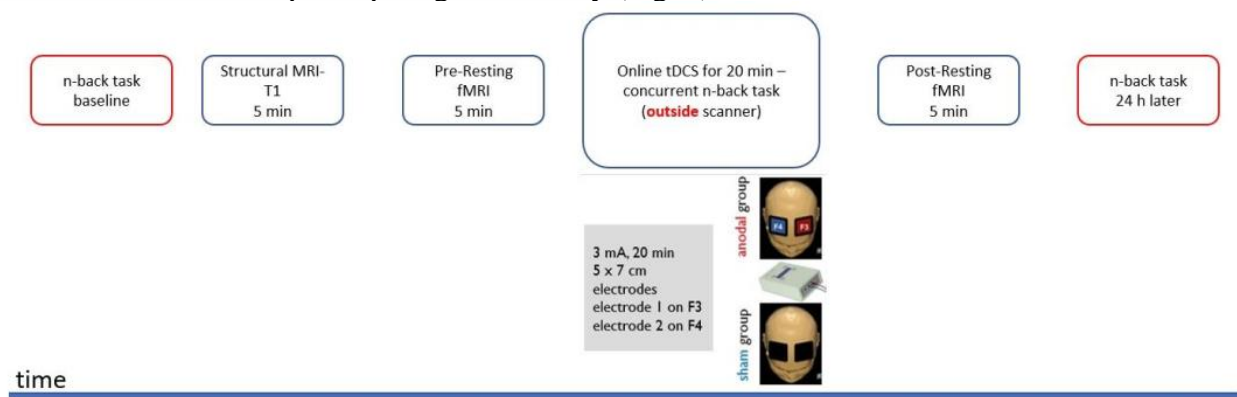 n-back task
baseline
Structural MRI-
T1
5 min
Pre-Resting
fMRI
5 min
Online tDCS for 20 min –
concurrent n-back task
(outside scanner)
Post-Resting
fMRI
5 min
n-back task
24 h later
3 mA, 20 min
5 x 7 cm
electrodes
electrode 1 on F3
electrode 2 on F4
anodal group
F4
F3
sham group
time